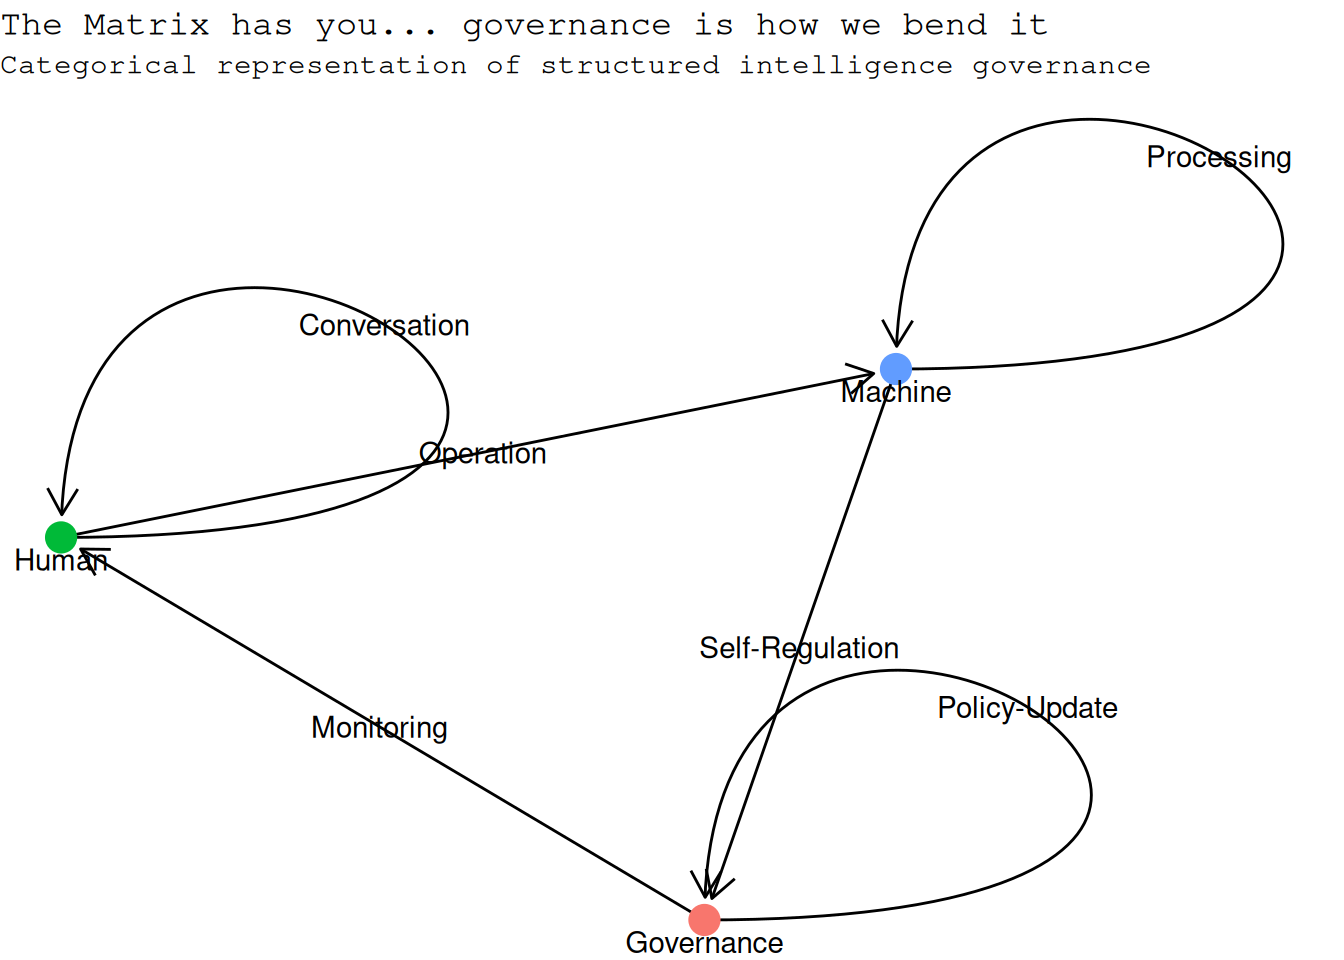 The Matrix has you... governance is how we bend it
Categorical representation of structured intelligence governance
Processing
Conversation
Machine
Operation
Human
Self-Regulation
Policy-Update
Monitoring
Governance